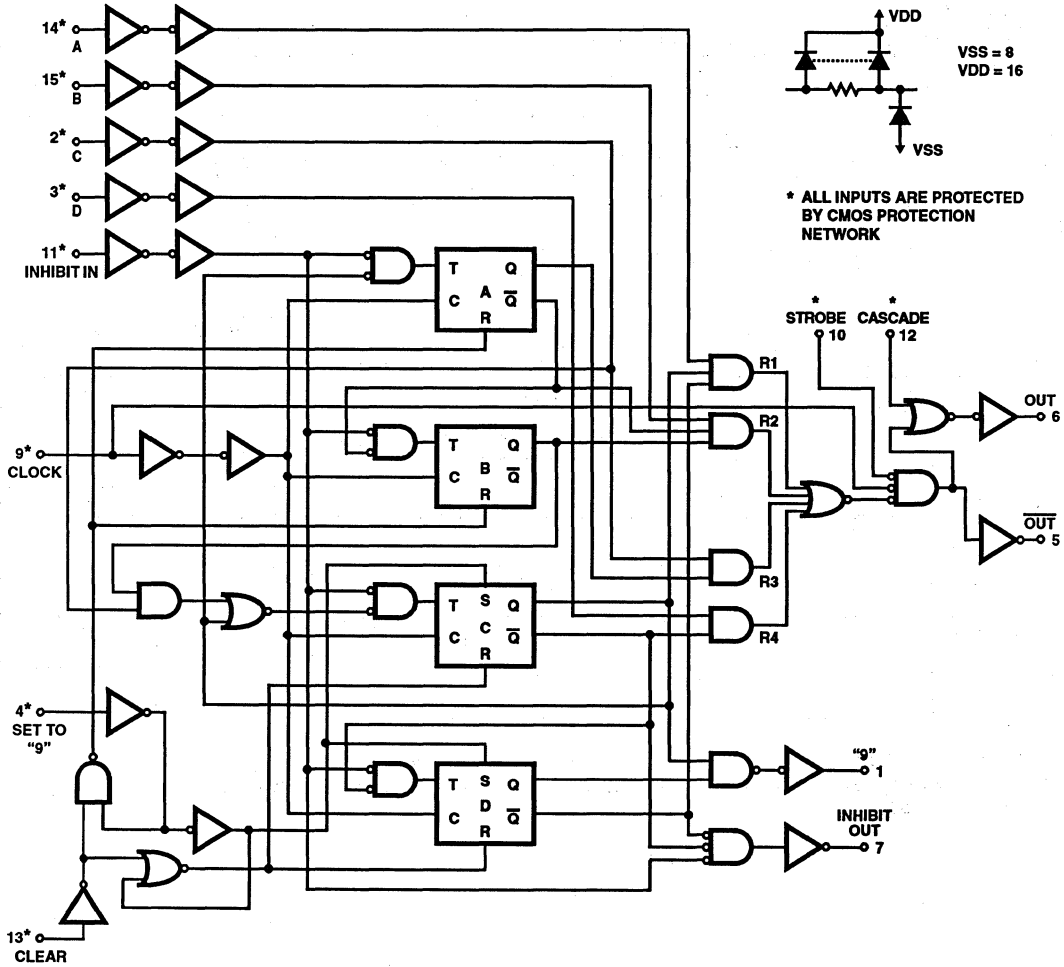 14*
A
15*
B
2*
C
3*
D
11*
INHIBIT IN
VDD
VSS
VSS = 8
VDD = 16
* ALL INPUTS ARE PROTECTED
BY CMOS PROTECTION
NETWORK
T Q
C A Q̅
R
*
STROBE
10
*
CASCADE
12
R1
R2
OUT
6
9*
CLOCK
T Q
C B Q̅
R
O̅U̅T̅
5
R3
R4
T S Q
C C Q̅
R
4*
SET TO
"9"
T S Q
D
C Q̅
R
"9"
1
INHIBIT
OUT
7
13*
CLEAR